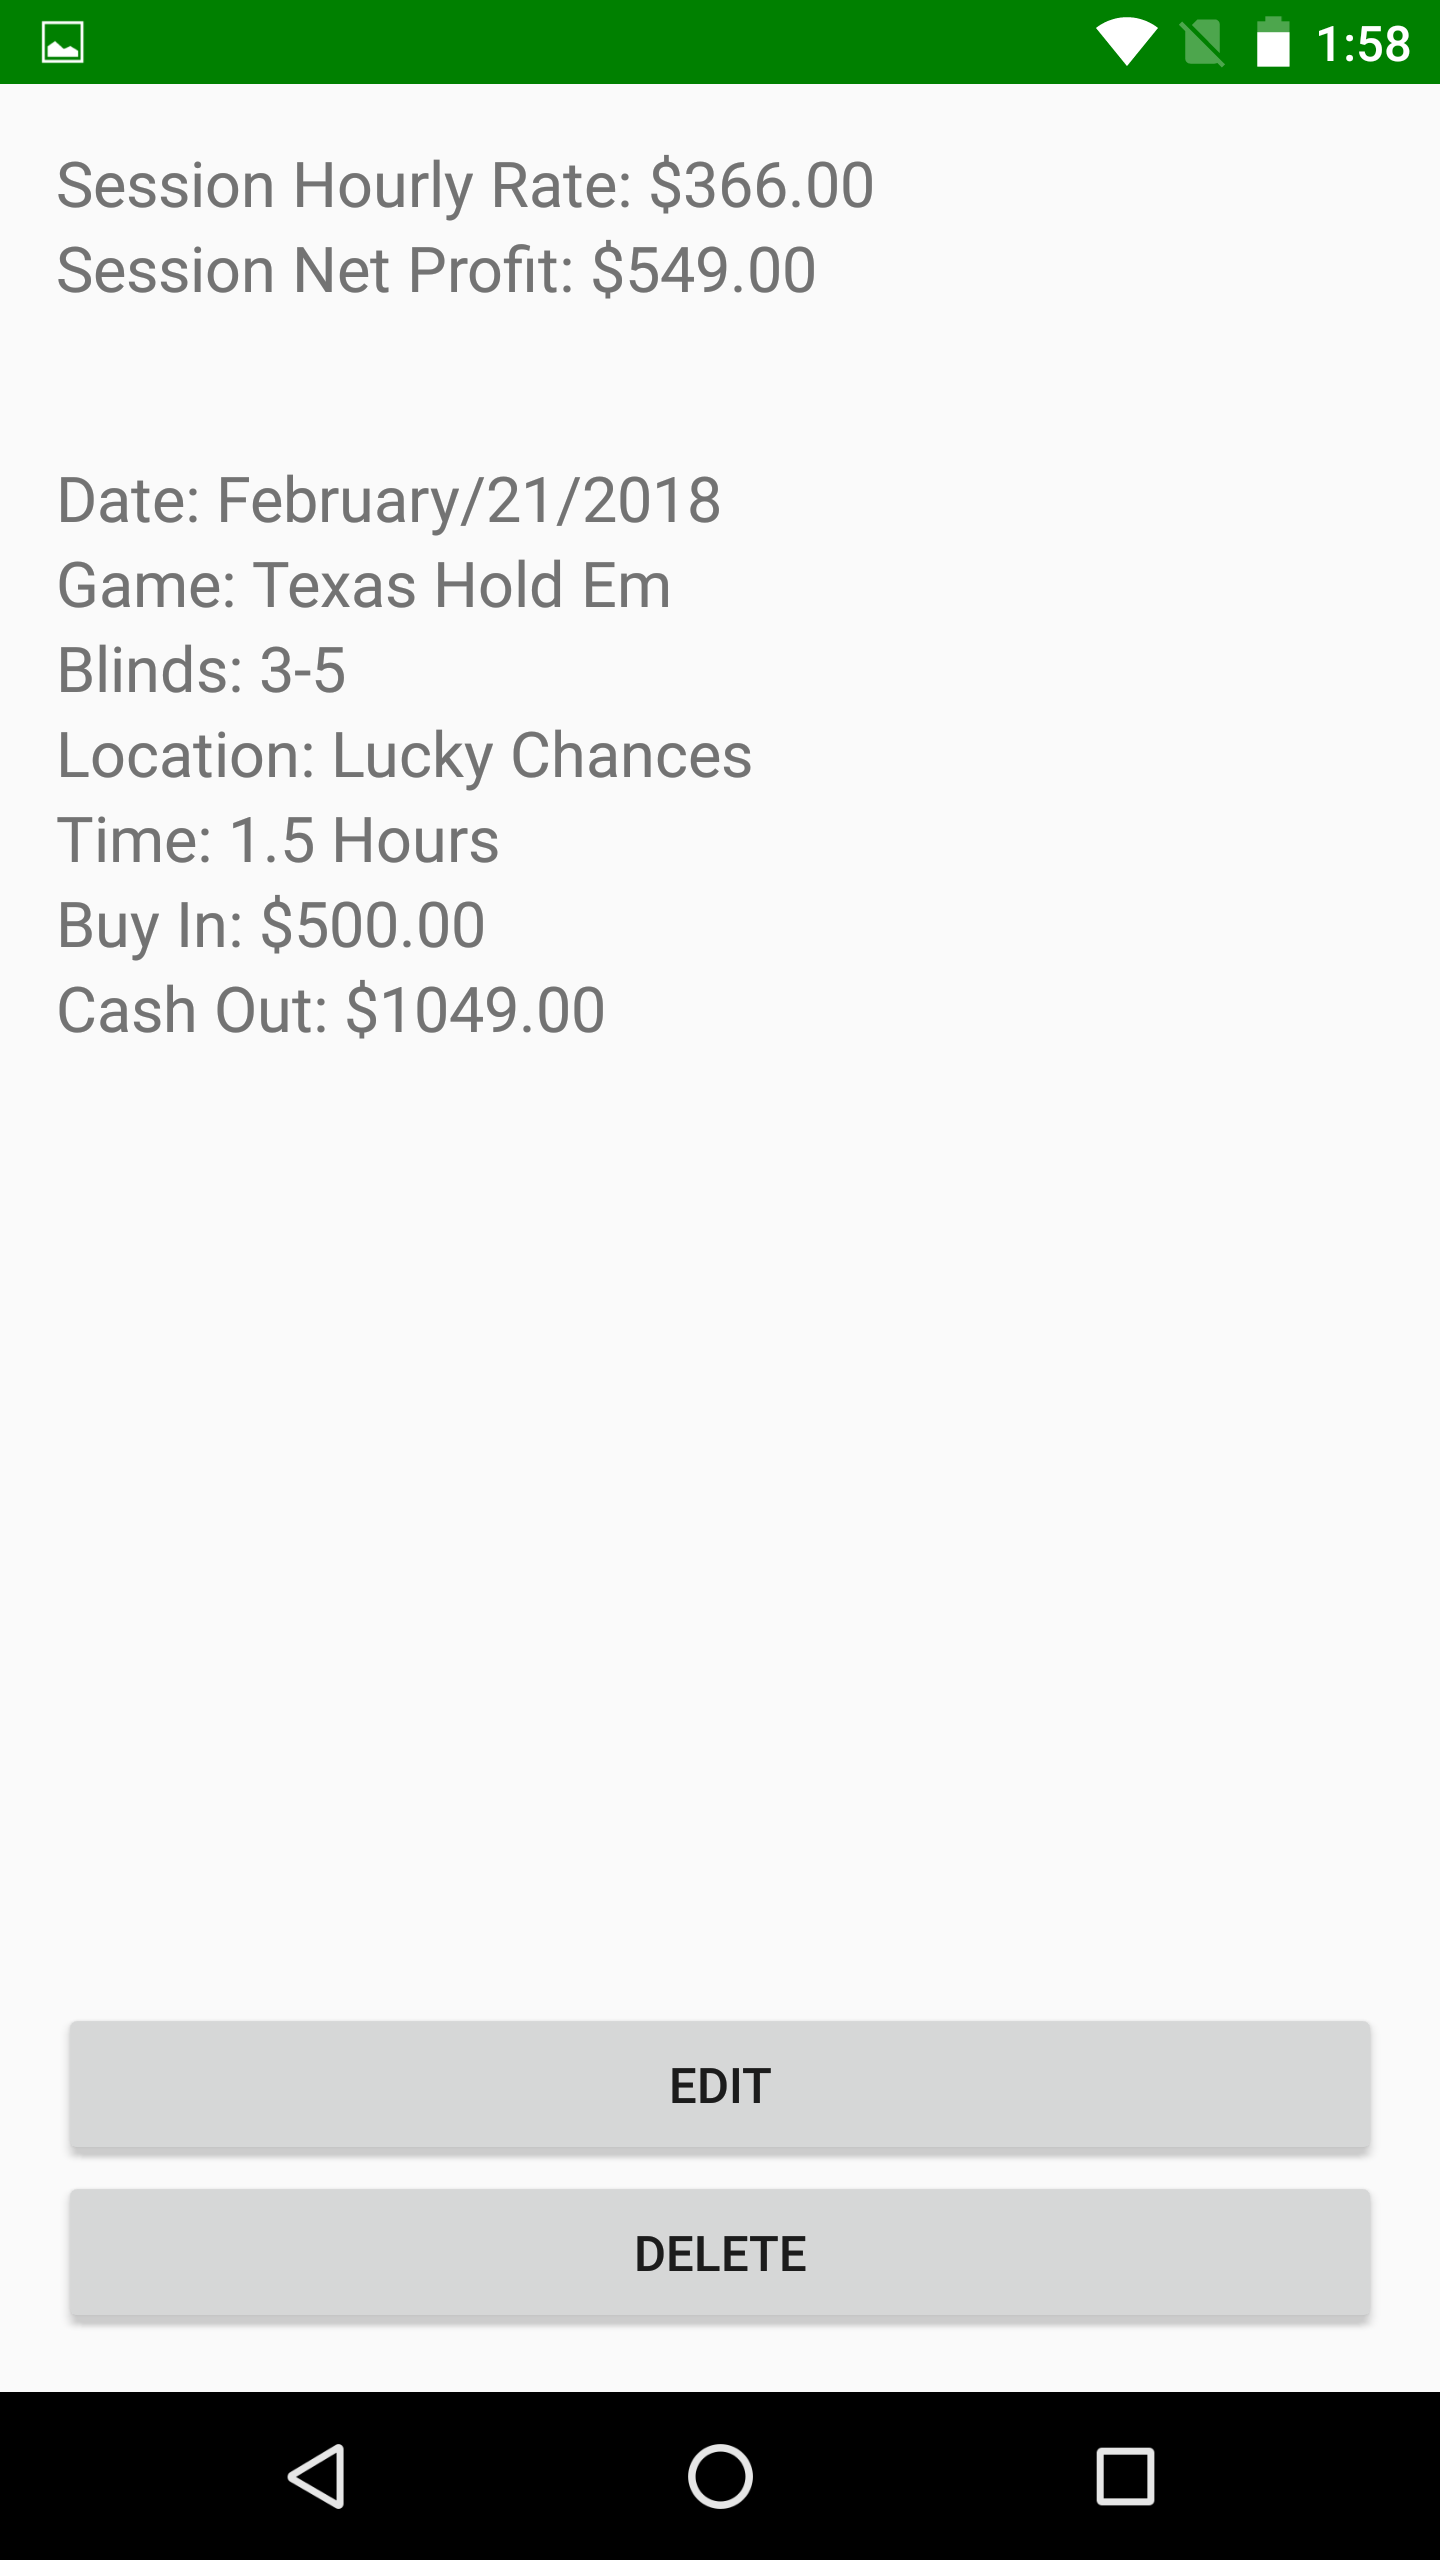 1:58
Session Hourly Rate: $366.00
Session Net Profit: $549.00
Date: February/21/2018
Game: Texas Hold Em
Blinds: 3-5
Location: Lucky Chances
Time: 1.5 Hours
Buy In: $500.00
Cash Out: $1049.00
EDIT
DELETE